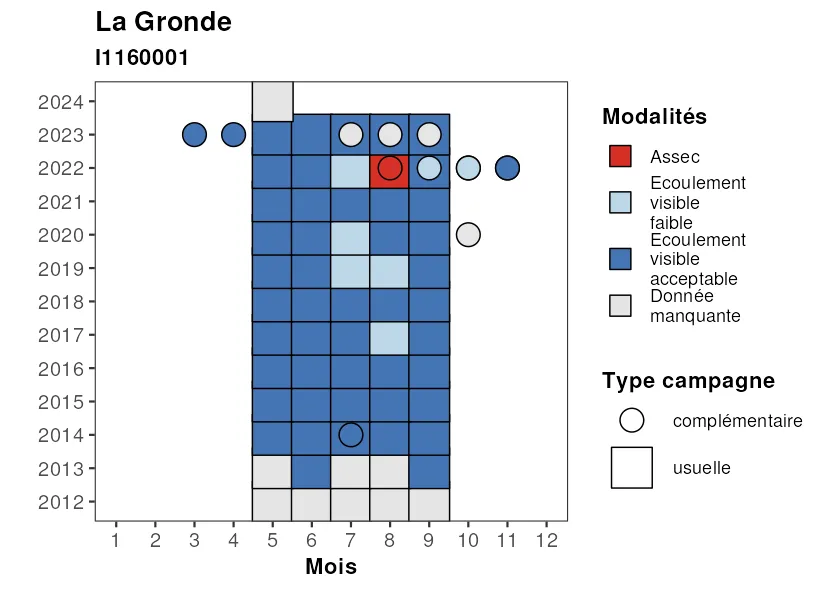 La Gronde
I1160001
2024
2023
2022
2021
2020
2019
2018
2017
2016
2015
2014
2013
2012
1 2 3 4 5 6 7 8 9 10 11 12
Mois
Modalités
Assec
Ecoulement
visible
faible
Ecoulement
visible
acceptable
Donnée
manquante
Type campagne
complémentaire
usuelle